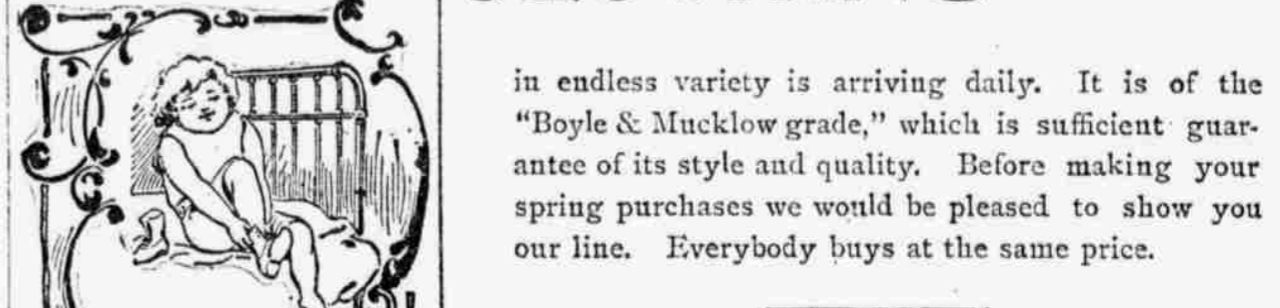 in endless variety is arriving daily. It is of the
“Boyle & Mucklow grade,” which is sufficient guar-
antee of its style and quality. Before making your
spring purchases we would be pleased to show you
our line. Everybody buys at the same price.